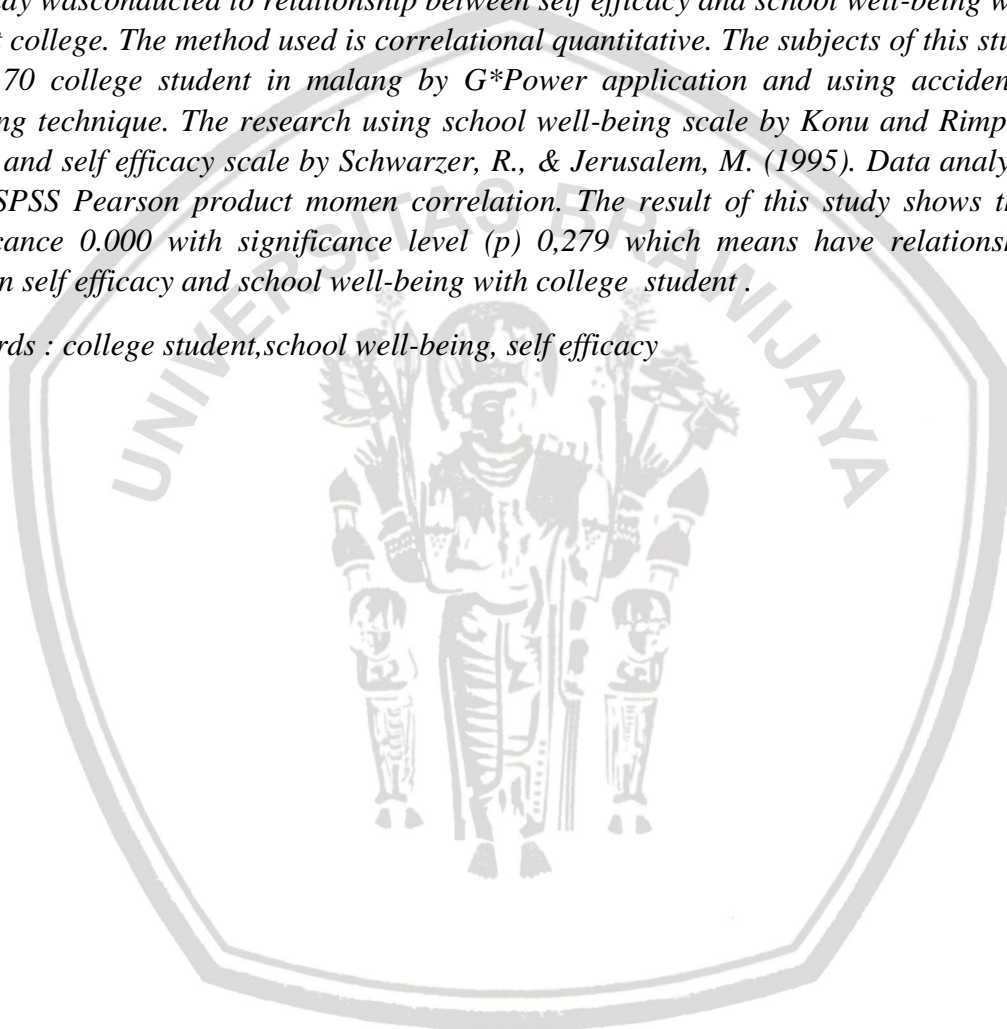 dy wasconducted to relationship between self efficacy and school well-being w
t college. The method used is correlational quantitative. The subjects of this stu
70 college student in malang by G*Power application and using acciden
ng technique. The research using school well-being scale by Konu and Rimp
and self efficacy scale by Schwarzer, R., & Jerusalem, M. (1995). Data analy
SPSS Pearson product momen correlation. The result of this study shows th
cance 0.000 with significance level (p) 0,279 which means have relationsh
n self efficacy and school well-being with college student .
rds : college student,school well-being, self efficacy
UNIVERSITAS BRAWIJAYA